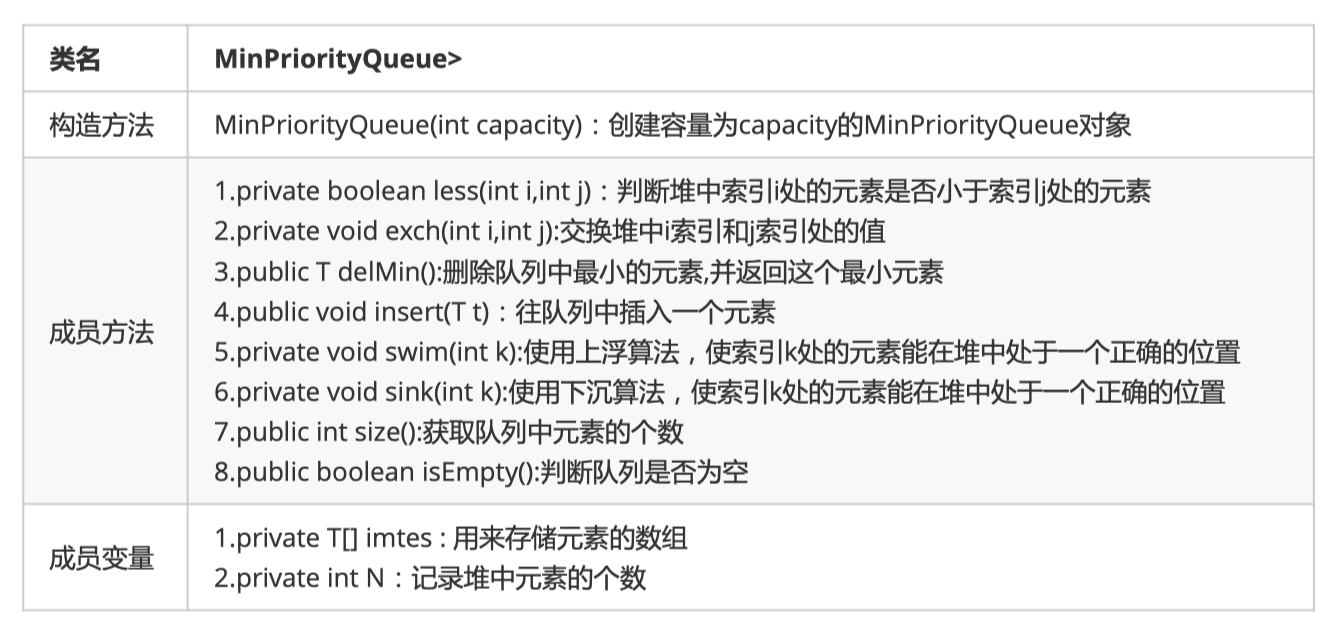 类名
MinPriorityQueue>
构造方法
MinPriorityQueue(int capacity)：创建容量为capacity的MinPriorityQueue对象
成员方法
1.private boolean less(int i,int j)：判断堆中索引i处的元素是否小于索引j处的元素
2.private void exch(int i,int j):交换堆中i索引和j索引处的值
3.public T delMin():删除队列中最小的元素,并返回这个最小元素
4.public void insert(T t)：往队列中插入一个元素
5.private void swim(int k):使用上浮算法，使索引k处的元素能在堆中处于一个正确的位置
6.private void sink(int k):使用下沉算法，使索引k处的元素能在堆中处于一个正确的位置
7.public int size():获取队列中元素的个数
8.public boolean isEmpty():判断队列是否为空
成员变量
1.private T[] imtes : 用来存储元素的数组
2.private int N：记录堆中元素的个数